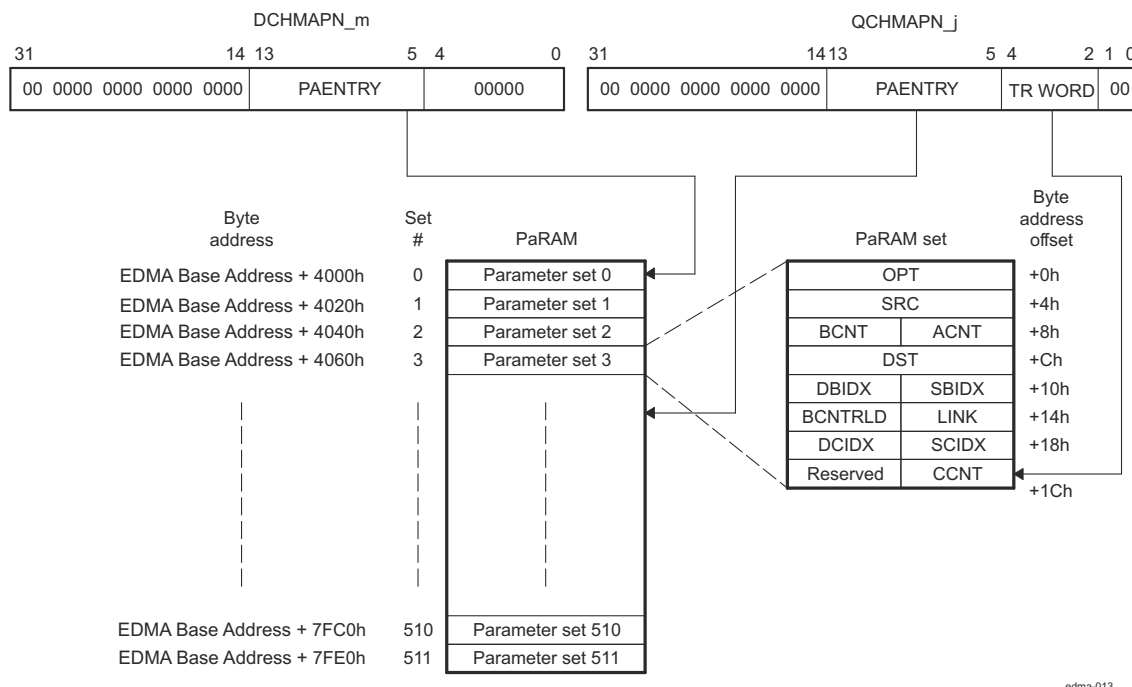 DCHMAPN_m QCHMAPN_j
31 14 13 5 4 0 31 14 13 5 4 2 1 0
00 0000 0000 0000 0000 PAENTRY 00000 00 0000 0000 0000 0000 PAENTRY TR WORD 00
Byte
address
Set
#
PaRAM
PaRAM set
Byte
address
offset
EDMA Base Address + 4000h 0 Parameter set 0
EDMA Base Address + 4020h 1 Parameter set 1
EDMA Base Address + 4040h 2 Parameter set 2
EDMA Base Address + 4060h 3 Parameter set 3
OPT +0h
SRC +4h
BCNT ACNT +8h
DST +Ch
DBIDX SBIDX +10h
BCNTRLD LINK +14h
DCIDX SCIDX +18h
Reserved CCNT +1Ch
EDMA Base Address + 7FC0h 510 Parameter set 510
EDMA Base Address + 7FE0h 511 Parameter set 511
edma-013